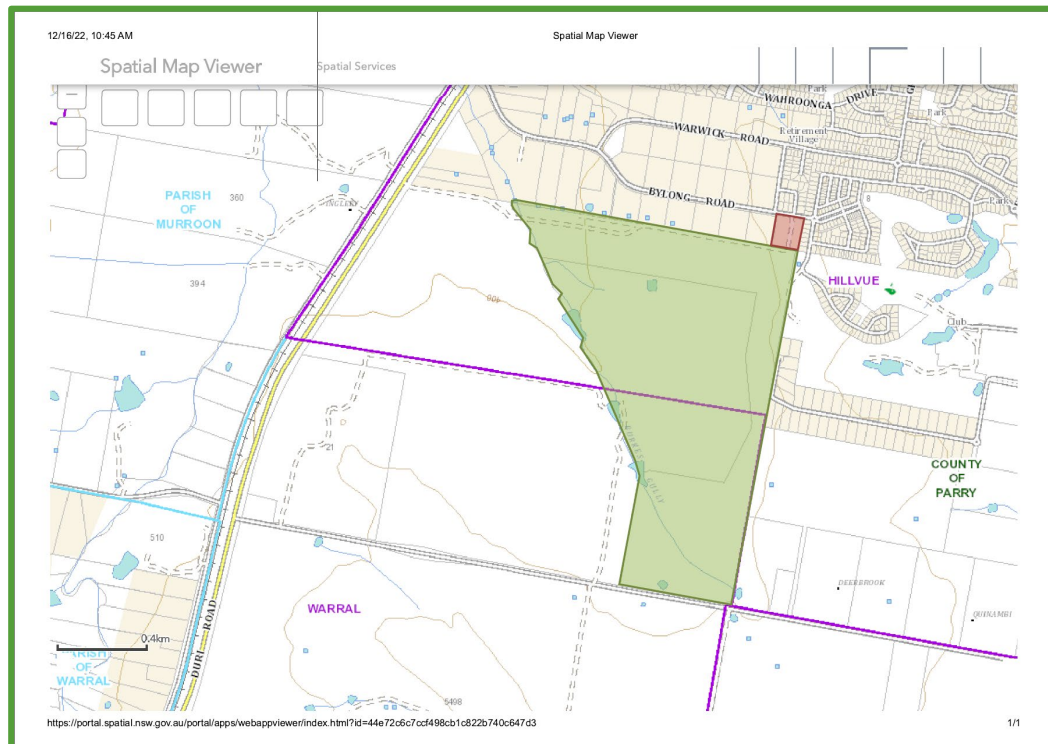 12/16/22, 10:45 AM
Spatial Map Viewer
Spatial Map Viewer
Spatial Services
Park
WAHROONGA DRIVE
Park
WARWICK ROAD
Retirement
Village
PARISH
OF
MURROON
360
BYLONG ROAD
8
Park
394
HILLVUE
400
Club
21
COUNTY
OF
PARRY
510
DEERBROOK
WARRAL
QUINAMBI
DURI ROAD
0.4km
OF
WARRAL
5498
https://portal.spatial.nsw.gov.au/portal/apps/webappviewer/index.html?id=44e72c6c7ccf498cb1c822b740c647d3
1/1